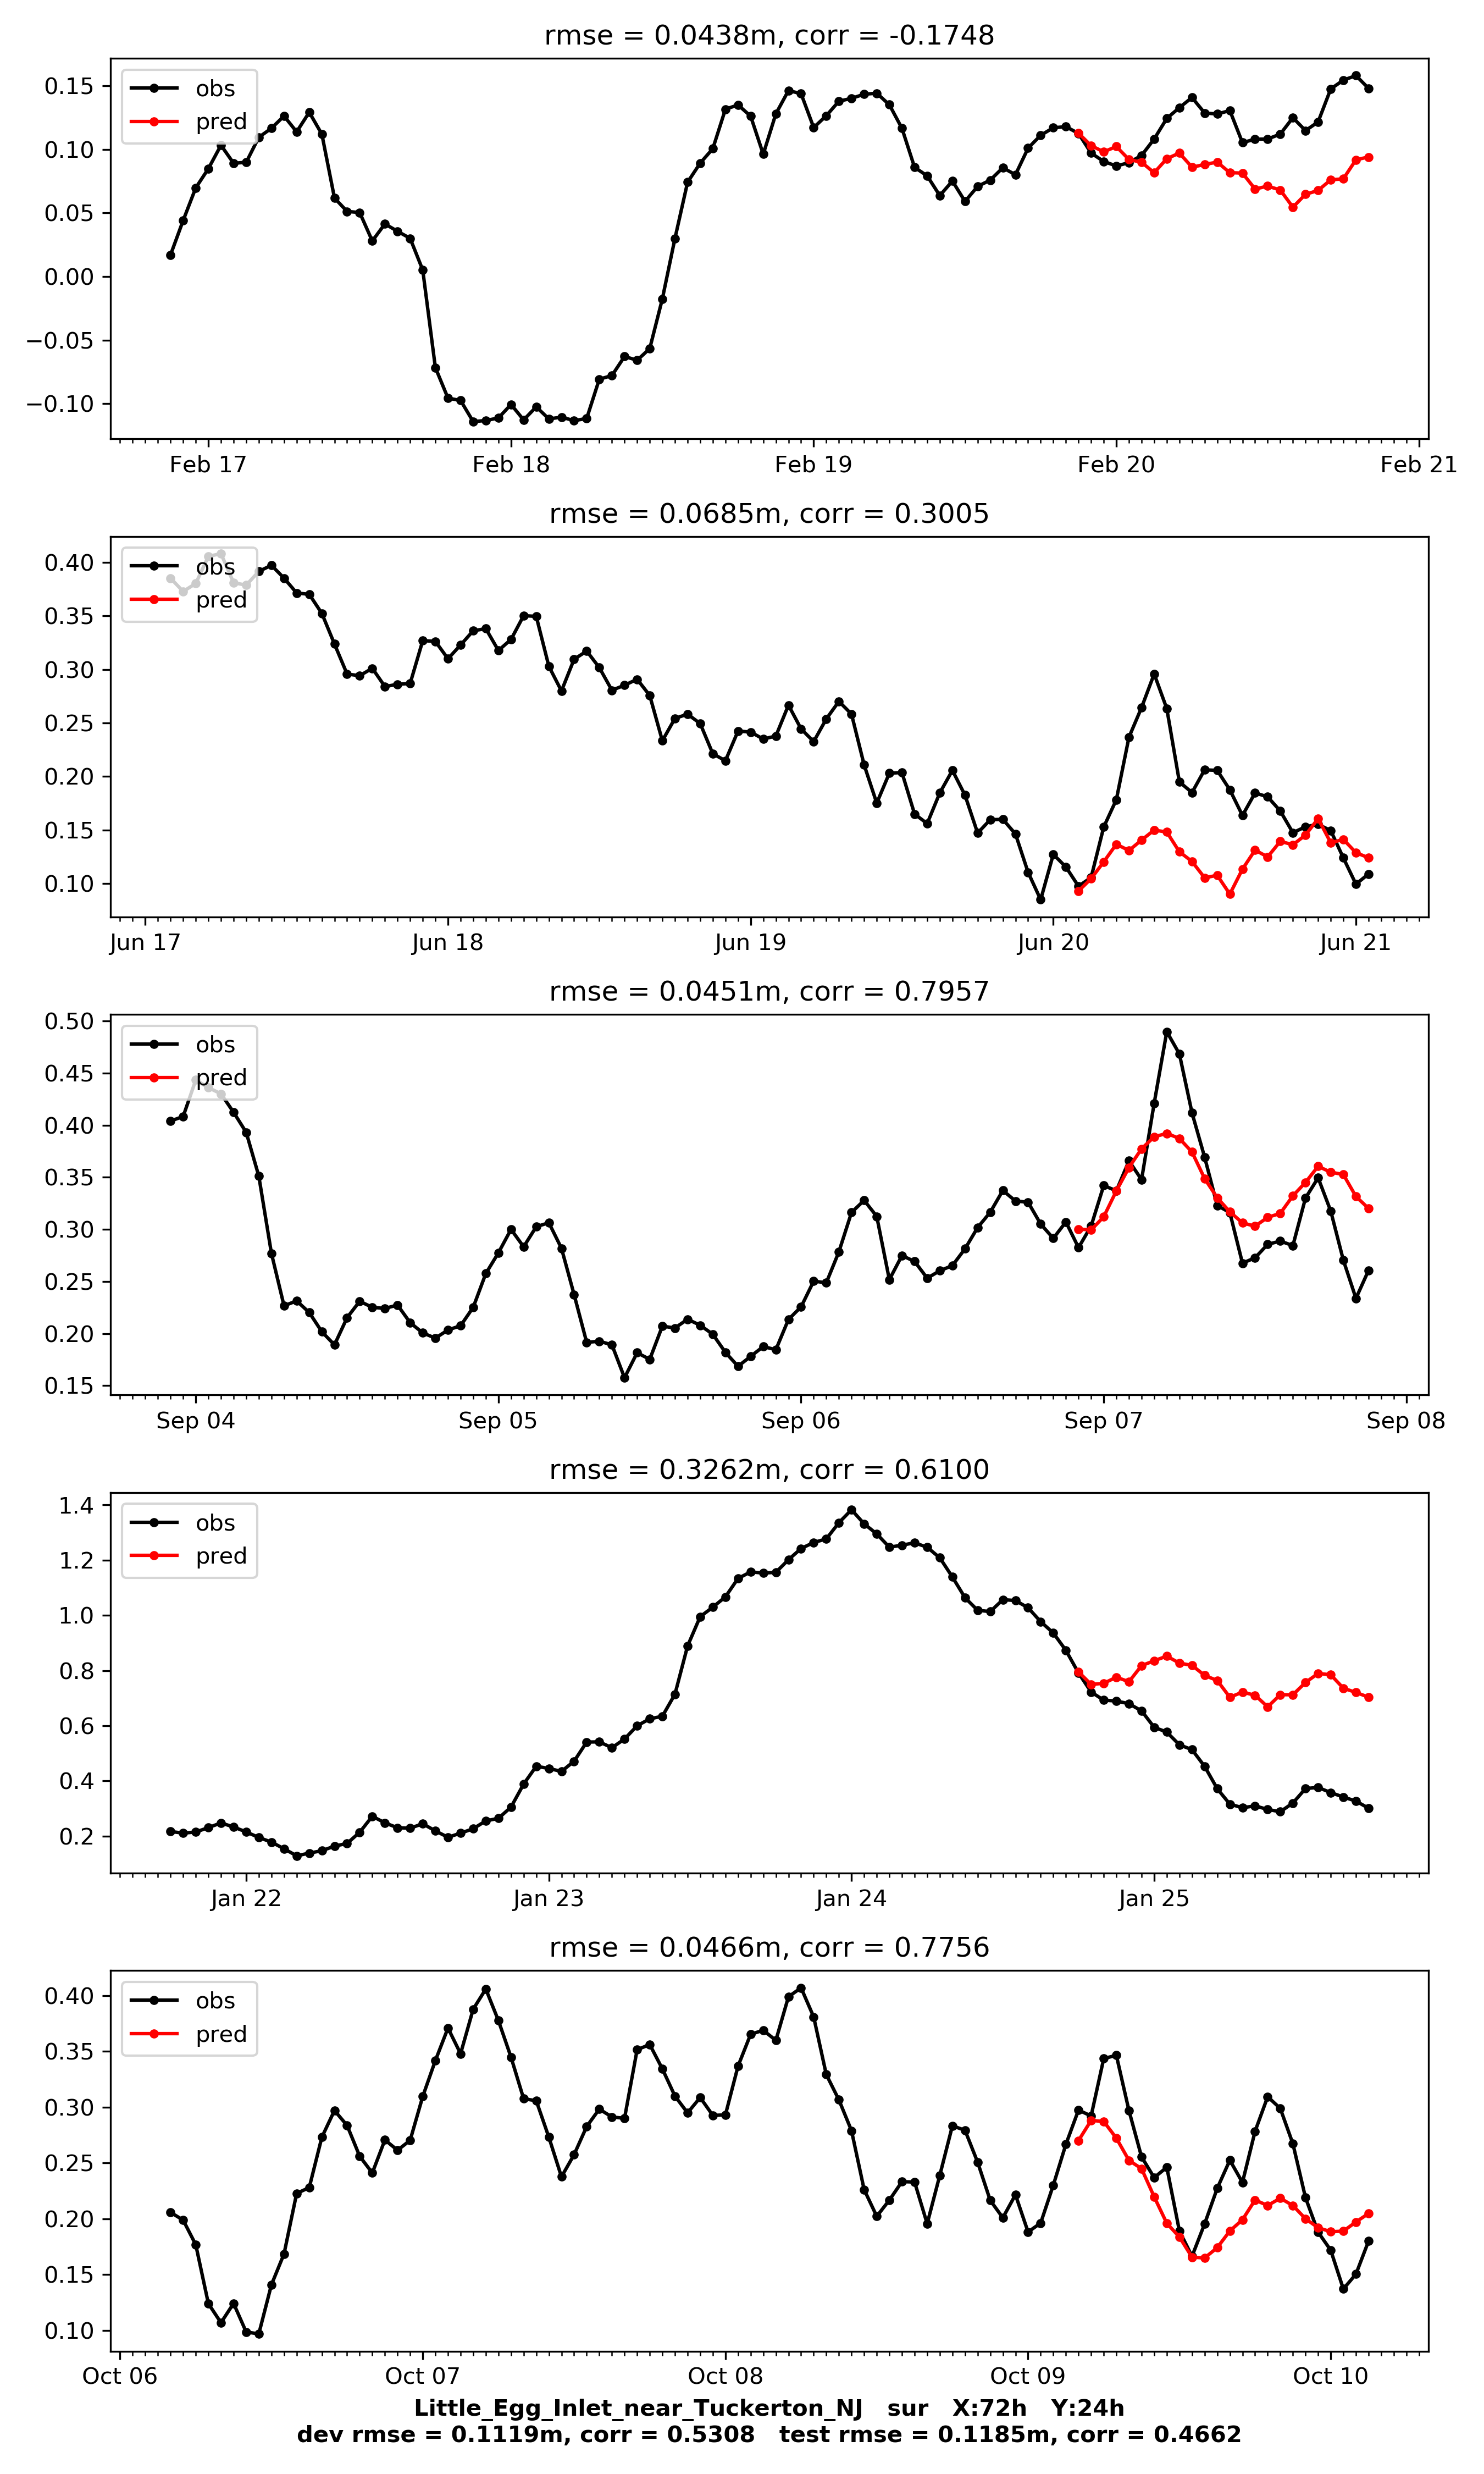 rmse = 0.0438m, corr = -0.1748
obs
pred
0.15
0.10
0.05
0.00
−0.05
−0.10
Feb 17 Feb 18 Feb 19 Feb 20 Feb 21
rmse = 0.0685m, corr = 0.3005
obs
pred
0.40
0.35
0.30
0.25
0.20
0.15
0.10
Jun 17 Jun 18 Jun 19 Jun 20 Jun 21
rmse = 0.0451m, corr = 0.7957
obs
pred
0.50
0.45
0.40
0.35
0.30
0.25
0.20
0.15
Sep 04 Sep 05 Sep 06 Sep 07 Sep 08
rmse = 0.3262m, corr = 0.6100
obs
pred
1.4
1.2
1.0
0.8
0.6
0.4
0.2
Jan 22 Jan 23 Jan 24 Jan 25
rmse = 0.0466m, corr = 0.7756
obs
pred
0.40
0.35
0.30
0.25
0.20
0.15
0.10
Oct 06 Oct 07 Oct 08 Oct 09 Oct 10
Little_Egg_Inlet_near_Tuckerton_NJ sur X:72h Y:24h
dev rmse = 0.1119m, corr = 0.5308 test rmse = 0.1185m, corr = 0.4662